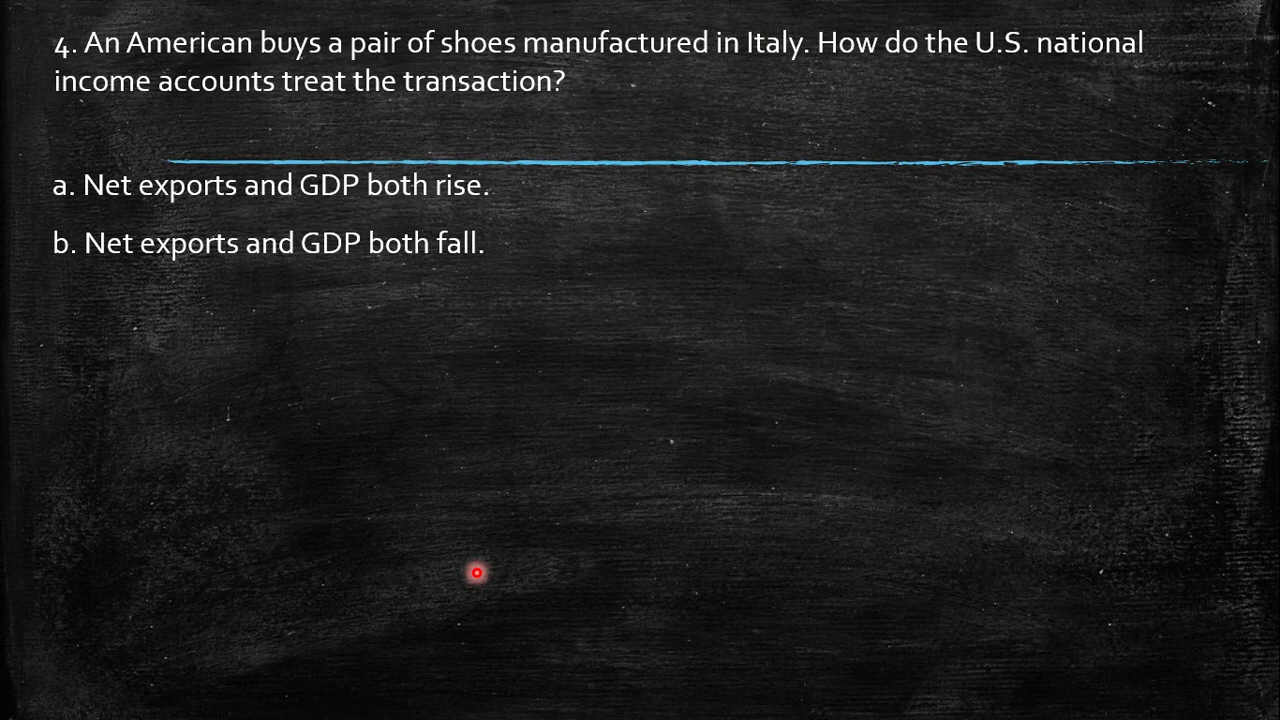 4. An American buys a pair of shoes manufactured in Italy. How do the U.S. national
income accounts treat the transaction?
a. Net exports and GDP both rise.
b. Net exports and GDP both fall.